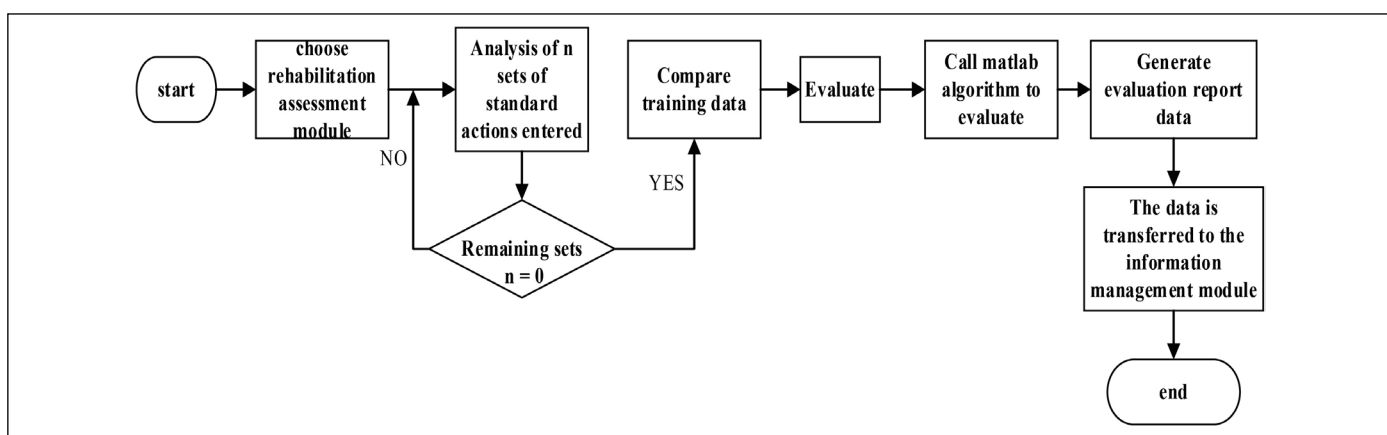 start
choose
rehabilitation
assessment
module
Analysis of n
sets of
standard
actions entered
NO
Remaining sets
n = 0
YES
Compare
training data
Evaluate
Call matlab
algorithm to
evaluate
Generate
evaluation report
data
The data is
transferred to the
information
management module
end